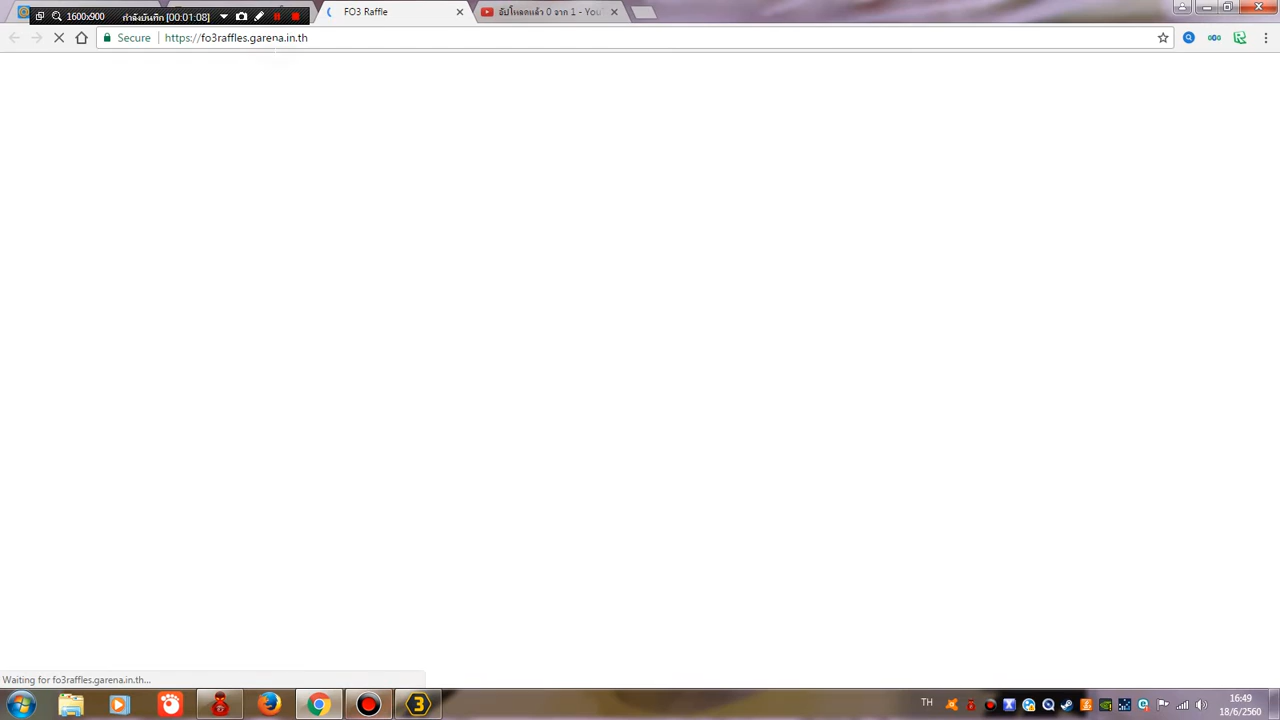 1600x900
กำลังบันทึก [00:01:08]
FO3 Raffle
อัปโหลดแล้ว 0 จาก 1 - You
Secure
https://fo3raffles.garena.in.th
Waiting for fo3raffles.garena.in.th...
3
TH
16:49
18/6/2560